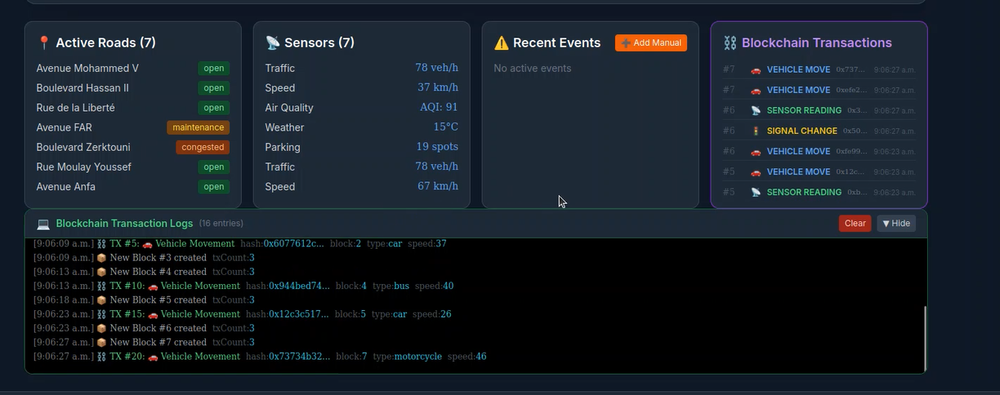 📍 Active Roads (7)
Avenue Mohammed V open
Boulevard Hassan II open
Rue de la Liberté open
Avenue FAR maintenance
Boulevard Zerktouni congested
Rue Moulay Youssef open
Avenue Anfa open
📡 Sensors (7)
Traffic 78 veh/h
Speed 37 km/h
Air Quality AQI: 91
Weather 15°C
Parking 19 spots
Traffic 78 veh/h
Speed 67 km/h
⚠️ Recent Events ➕ Add Manual
No active events
⛓️ Blockchain Transactions
#7 🚗 VEHICLE MOVE 0x737... 9:06:27 a.m.
#7 🚗 VEHICLE MOVE 0xefe2... 9:06:27 a.m.
#6 📡 SENSOR READING 0x3... 9:06:27 a.m.
#6 🚦 SIGNAL CHANGE 0x50... 9:06:27 a.m.
#6 🚗 VEHICLE MOVE 0xfe99... 9:06:23 a.m.
#5 🚗 VEHICLE MOVE 0x12c... 9:06:23 a.m.
#5 📡 SENSOR READING 0xb... 9:06:23 a.m.
💻 Blockchain Transaction Logs (16 entries) Clear ▼ Hide
[9:06:09 a.m.] ⛓️ TX #5: 🚗 Vehicle Movement hash:0x6077612c... block:2 type:car speed:37
[9:06:09 a.m.] 📦 New Block #3 created txCount:3
[9:06:13 a.m.] 📦 New Block #4 created txCount:3
[9:06:13 a.m.] ⛓️ TX #10: 🚗 Vehicle Movement hash:0x944bed74... block:4 type:bus speed:40
[9:06:18 a.m.] 📦 New Block #5 created txCount:3
[9:06:23 a.m.] ⛓️ TX #15: 🚗 Vehicle Movement hash:0x12c3c517... block:5 type:car speed:26
[9:06:23 a.m.] 📦 New Block #6 created txCount:3
[9:06:27 a.m.] 📦 New Block #7 created txCount:3
[9:06:27 a.m.] ⛓️ TX #20: 🚗 Vehicle Movement hash:0x73734b32... block:7 type:motorcycle speed:46